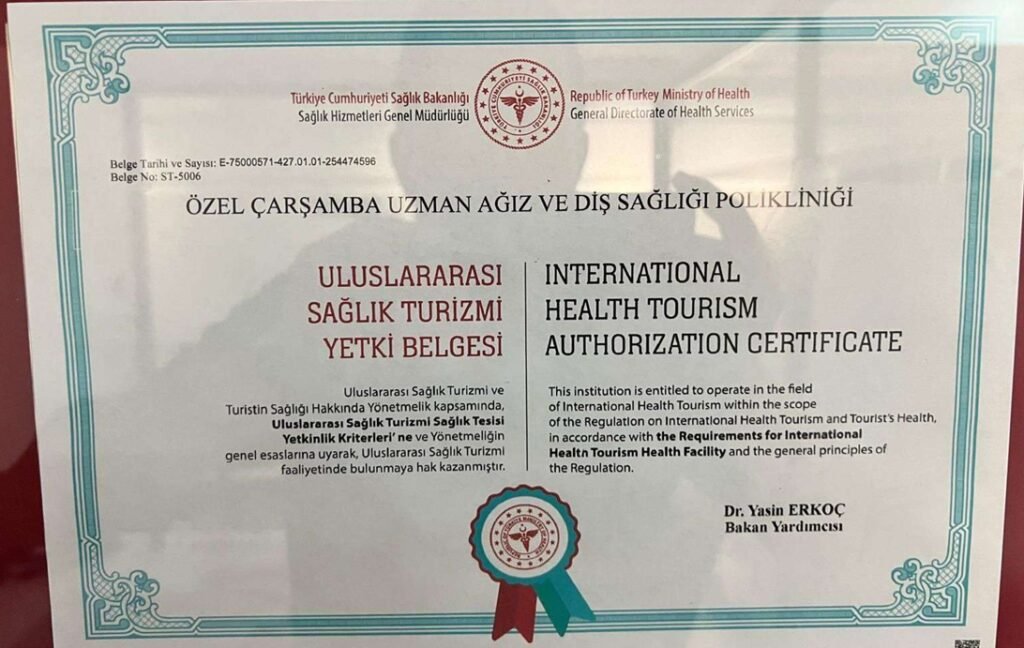 Türkiye Cumhuriyeti Sağlık Bakanlığı
Sağlık Hizmetleri Genel Müdürlüğü
Republic of Turkey Ministry of Health
General Directorate of Health Services
Belge Tarihi ve Sayısı: E-75000571-427.01.01-254474596
Belge No: ST-5006
ÖZEL ÇARŞAMBA UZMAN AĞIZ VE DİŞ SAĞLIĞI POLİKLİNİĞİ
ULUSLARARASI
SAĞLIK TURİZMİ
YETKİ BELGESİ
INTERNATIONAL
HEALTH TOURISM
AUTHORIZATION CERTIFICATE
Uluslararası Sağlık Turizmi ve
Turistin Sağlığı Hakkında Yönetmelik kapsamında,
Uluslararası Sağlık Turizmi Sağlık Tesisi
Yetkinlik Kriterleri' ne ve Yönetmeliğin
genel esaslarına uyarak, Uluslararası Sağlık Turizmi
faaliyetinde bulunmaya hak kazanmıştır.
This institution is entitled to operate in the field
of International Health Tourism within the scope
of the Regulation on International Health Tourism and Tourist's Health,
in accordance with the Requirements for International
Health Tourism Health Facility and the general principles of
the Regulation.
Dr. Yasin ERKOÇ
Bakan Yardımcısı